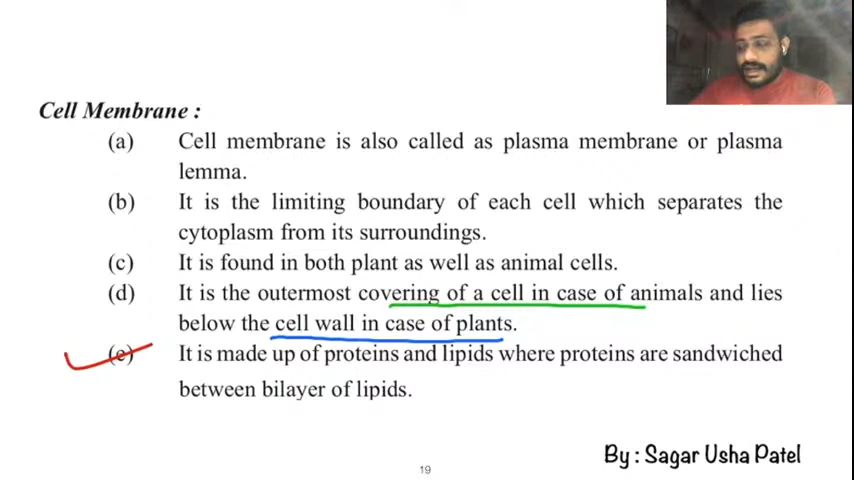 Cell Membrane :
(a) Cell membrane is also called as plasma membrane or plasma
lemma.
(b) It is the limiting boundary of each cell which separates the
cytoplasm from its surroundings.
(c) It is found in both plant as well as animal cells.
(d) It is the outermost covering of a cell in case of animals and lies
below the cell wall in case of plants.
(e) It is made up of proteins and lipids where proteins are sandwiched
between bilayer of lipids.
By : Sagar Usha Patel
19